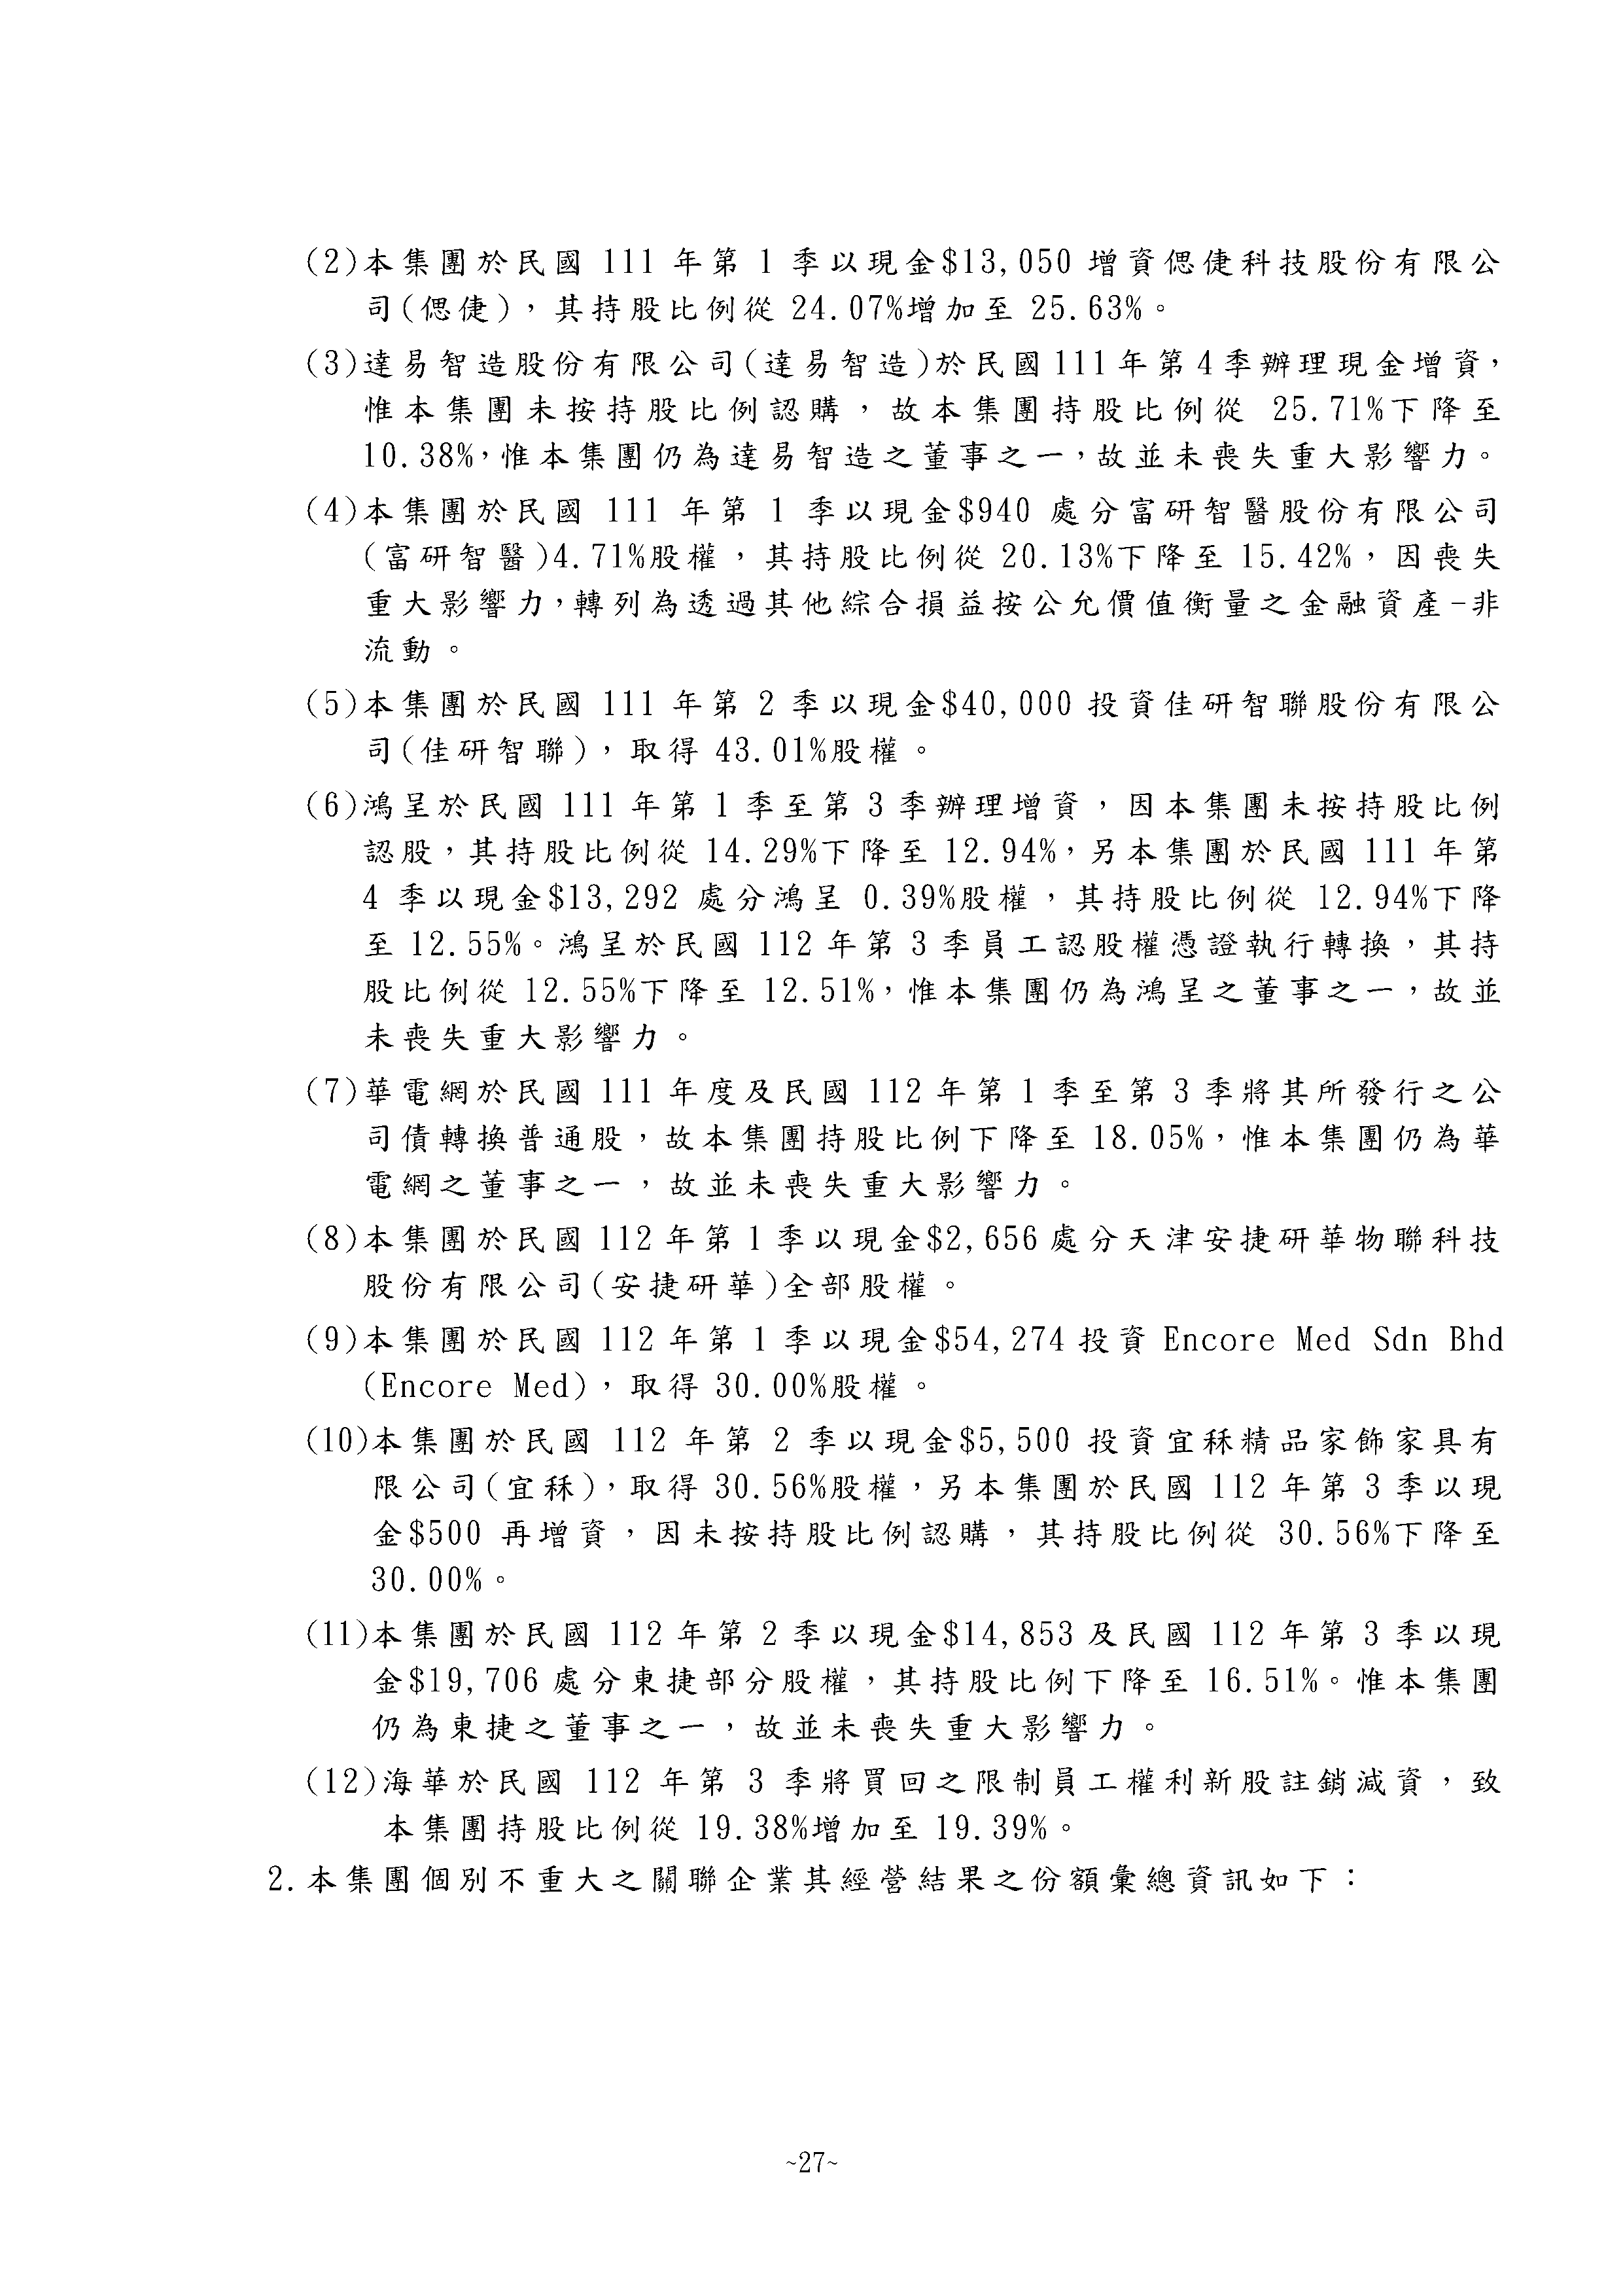 (2)本集團於民國 111 年第 1 季以現金$13,050 增資偲倢科技股份有限公
司(偲倢),其持股比例從 24.07%增加至 25.63%。
(3)達易智造股份有限公司(達易智造)於民國 111 年第 4 季辦理現金增資,
惟本集團未按持股比例認購,故本集團持股比例從 25.71%下降至
10.38%,惟本集團仍為達易智造之董事之一,故並未喪失重大影響力。
(4)本集團於民國 111 年第 1 季以現金$940 處分富研智醫股份有限公司
(富研智醫)4.71%股權,其持股比例從 20.13%下降至 15.42%,因喪失
重大影響力,轉列為透過其他綜合損益按公允價值衡量之金融資產-非
流動。
(5)本集團於民國 111 年第 2 季以現金$40,000 投資佳研智聯股份有限公
司(佳研智聯),取得 43.01%股權。
(6)鴻呈於民國 111 年第 1 季至第 3 季辦理增資,因本集團未按持股比例
認股,其持股比例從 14.29%下降至 12.94%,另本集團於民國 111 年第
4 季以現金$13,292 處分鴻呈 0.39%股權,其持股比例從 12.94%下降
至 12.55%。鴻呈於民國 112 年第 3 季員工認股權憑證執行轉換,其持
股比例從 12.55%下降至 12.51%,惟本集團仍為鴻呈之董事之一,故並
未喪失重大影響力。
(7)華電網於民國 111 年度及民國 112 年第 1 季至第 3 季將其所發行之公
司債轉換普通股,故本集團持股比例下降至 18.05%,惟本集團仍為華
電網之董事之一,故並未喪失重大影響力。
(8)本集團於民國 112 年第 1 季以現金$2,656 處分天津安捷研華物聯科技
股份有限公司(安捷研華)全部股權。
(9)本集團於民國 112 年第 1 季以現金$54,274 投資 Encore Med Sdn Bhd
(Encore Med),取得 30.00%股權。
(10)本集團於民國 112 年第 2 季以現金$5,500 投資宜秝精品家飾家具有
限公司(宜秝),取得 30.56%股權,另本集團於民國 112 年第 3 季以現
金$500 再增資,因未按持股比例認購,其持股比例從 30.56%下降至
30.00%。
(11)本集團於民國 112 年第 2 季以現金$14,853 及民國 112 年第 3 季以現
金$19,706 處分東捷部分股權,其持股比例下降至 16.51%。惟本集團
仍為東捷之董事之一,故並未喪失重大影響力。
(12)海華於民國 112 年第 3 季將買回之限制員工權利新股註銷減資,致
本集團持股比例從 19.38%增加至 19.39%。
2.本集團個別不重大之關聯企業其經營結果之份額彙總資訊如下:
~27~